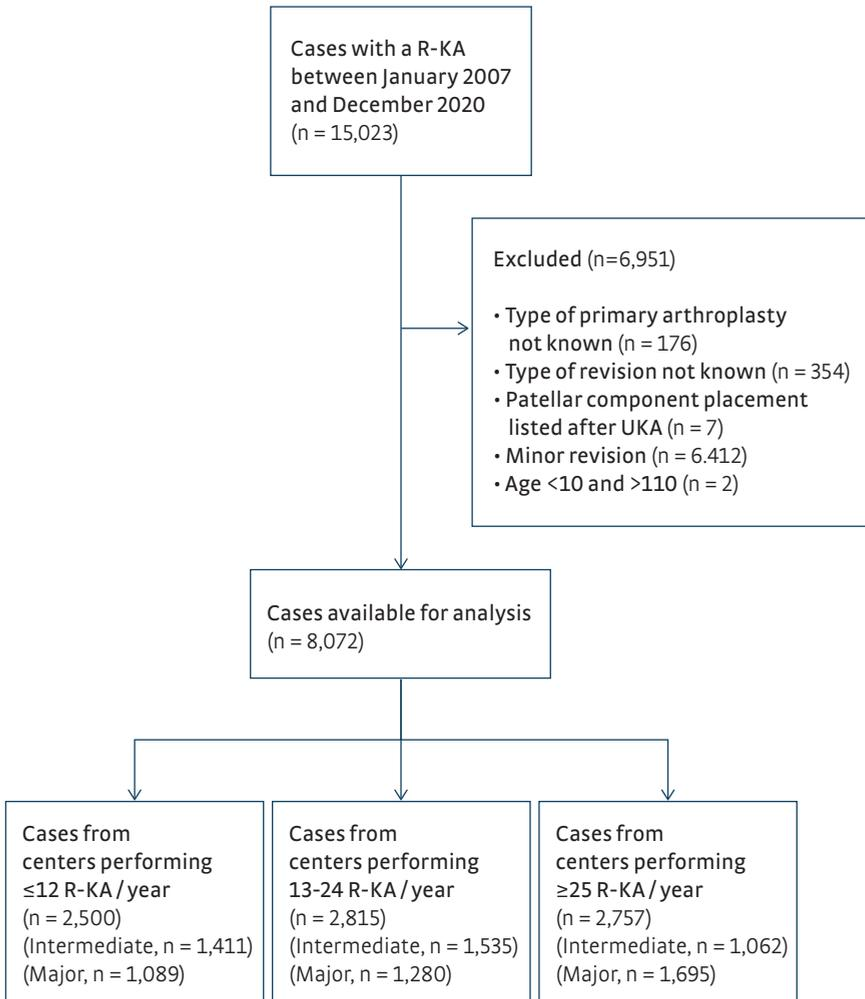 Cases with a R-KA
between January 2007
and December 2020
(n = 15,023)
Excluded (n=6,951)
• Type of primary arthroplasty
not known (n = 176)
• Type of revision not known (n = 354)
• Patellar component placement
listed after UKA (n = 7)
• Minor revision (n = 6.412)
• Age <10 and >110 (n = 2)
Cases available for analysis
(n = 8,072)
Cases from
centers performing
≤12 R-KA / year
(n = 2,500)
(Intermediate, n = 1,411)
(Major, n = 1,089)
Cases from
centers performing
13-24 R-KA / year
(n = 2,815)
(Intermediate, n = 1,535)
(Major, n = 1,280)
Cases from
centers performing
≥25 R-KA / year
(n = 2,757)
(Intermediate, n = 1,062)
(Major, n = 1,695)